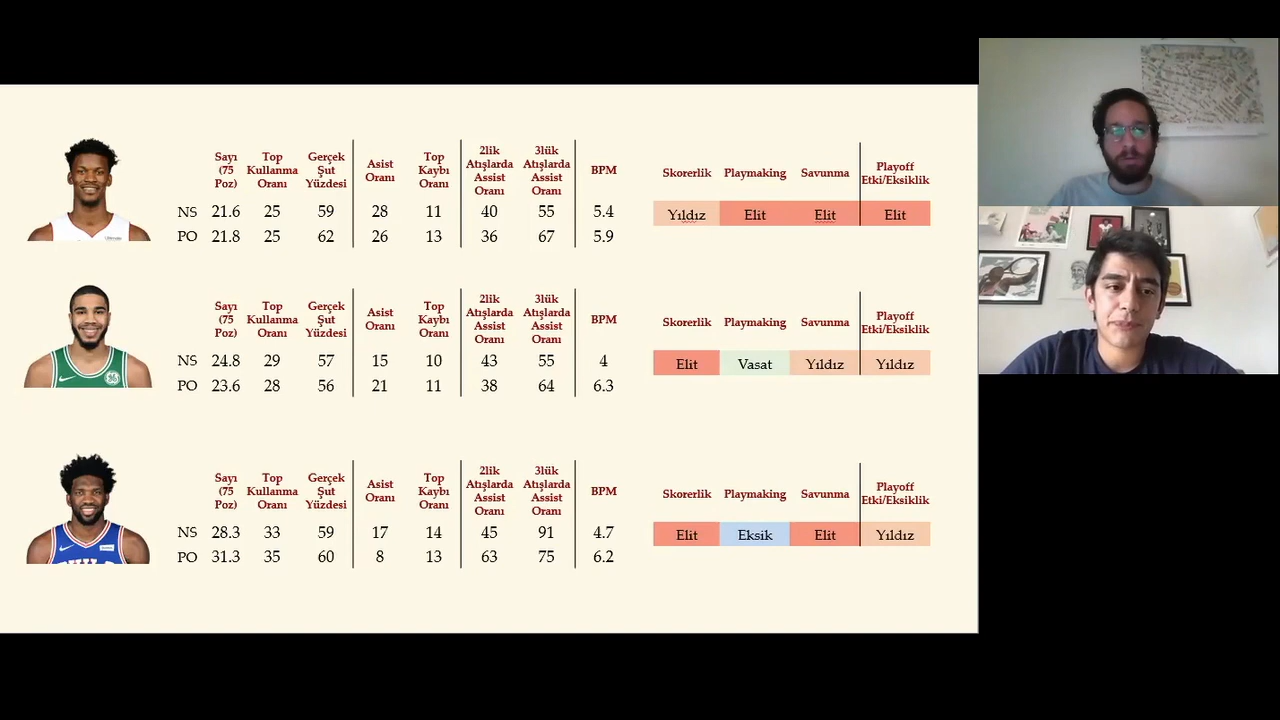 Sayı (75 Poz) Top Kullanma Oranı Gerçek Şut Yüzdesi Asist Oranı Top Kaybı Oranı 2lik Atışlarda Assist Oranı 3lük Atışlarda Assist Oranı BPM Skorerlik Playmaking Savunma Playoff Etki/Eksiklik
NS 21.6 25 59 28 11 40 55 5.4 Yıldız Elit Elit Elit
PO 21.8 25 62 26 13 36 67 5.9
Sayı (75 Poz) Top Kullanma Oranı Gerçek Şut Yüzdesi Asist Oranı Top Kaybı Oranı 2lik Atışlarda Assist Oranı 3lük Atışlarda Assist Oranı BPM Skorerlik Playmaking Savunma Playoff Etki/Eksiklik
NS 24.8 29 57 15 10 43 55 4 Elit Vasat Yıldız Yıldız
PO 23.6 28 56 21 11 38 64 6.3
Sayı (75 Poz) Top Kullanma Oranı Gerçek Şut Yüzdesi Asist Oranı Top Kaybı Oranı 2lik Atışlarda Assist Oranı 3lük Atışlarda Assist Oranı BPM Skorerlik Playmaking Savunma Playoff Etki/Eksiklik
NS 28.3 33 59 17 14 45 91 4.7 Elit Eksik Elit Yıldız
PO 31.3 35 60 8 13 63 75 6.2